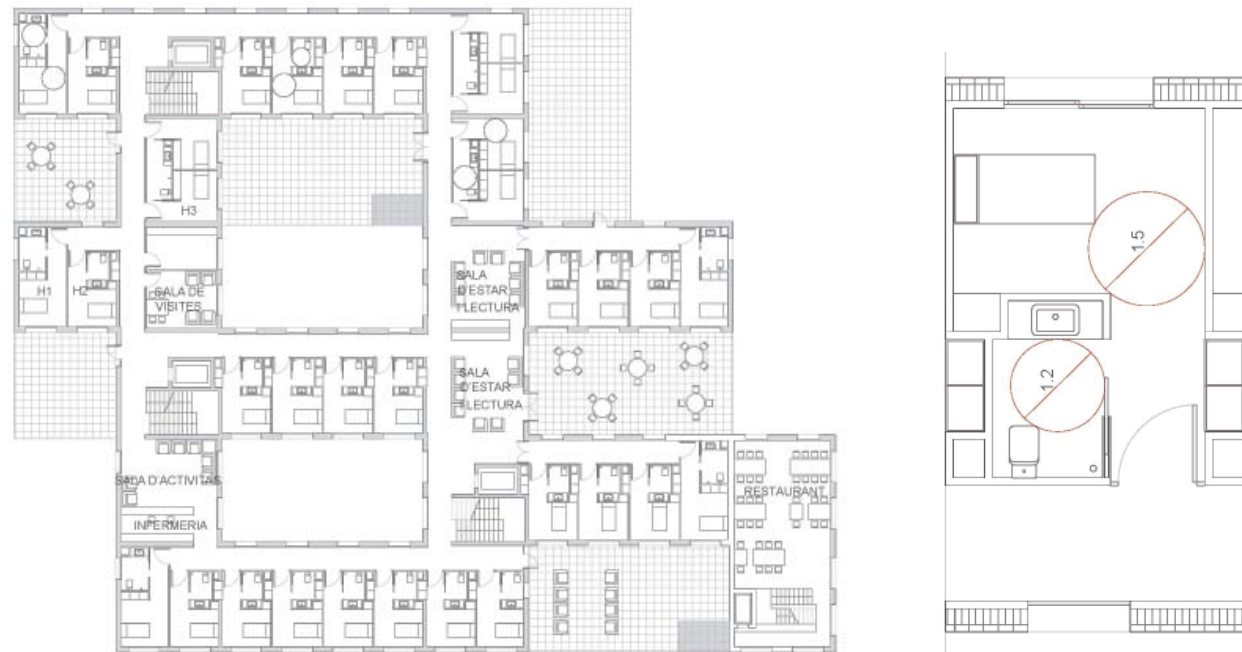 H3
H1
H2
SALA DE
VISITES
SALA
D'ESTAR
I LECTURA
SALA
D'ESTAR
I LECTURA
SALA D'ACTIVITAS
INFERMERIA
RESTAURANT
1.5
1.2